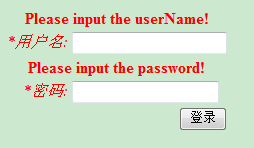 Please input the userName!
*用户名:
Please input the password!
*密码:
登录